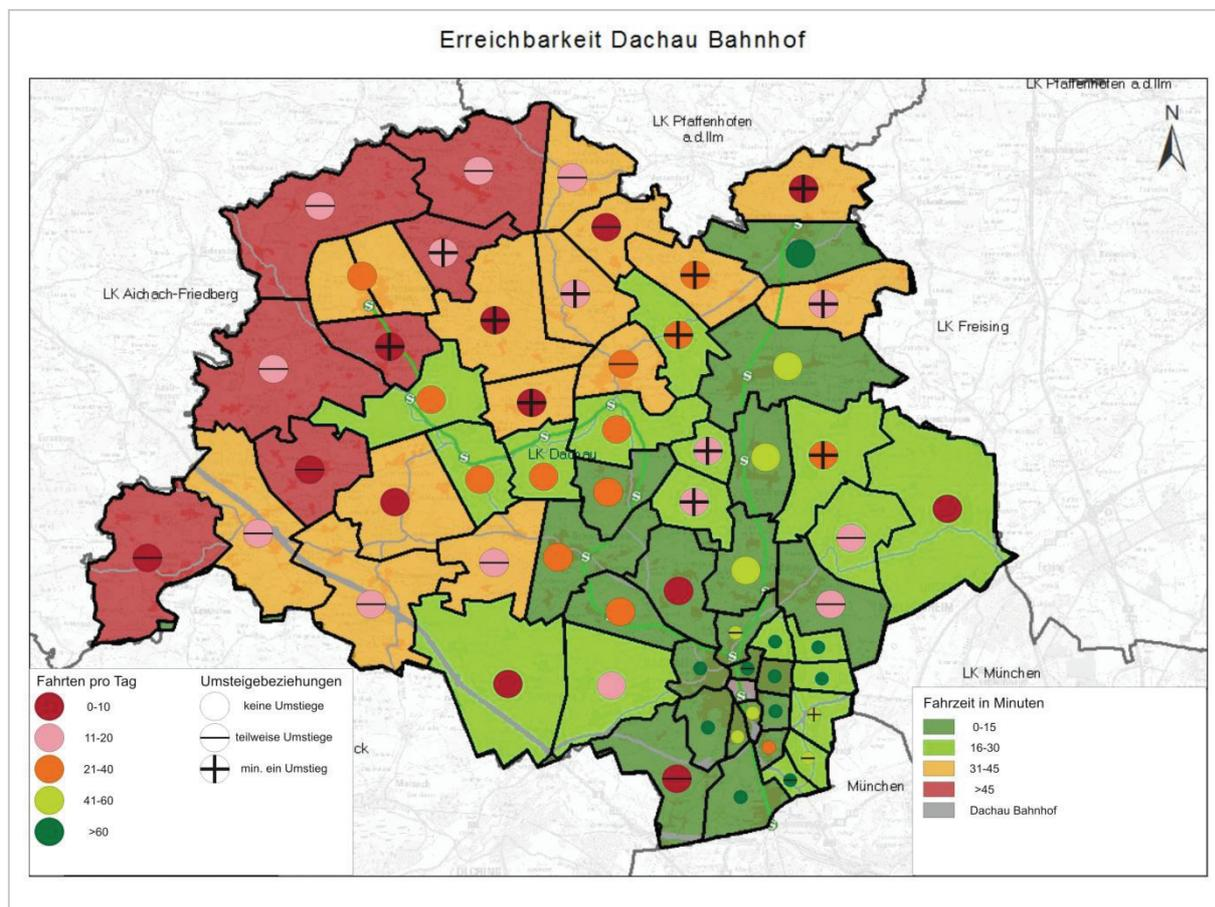 Erreichbarkeit Dachau Bahnhof
LK Pfaffenhofen a.d.Ilm
LK Pfaffenhofen
a.d.Ilm
N
LK Aichach-Friedberg
LK Freising
LK Dachau
LK München
München
ck
S
S
S
S
S
S
S
S
S
S
S
S
S
S
Fahrten pro Tag
0-10
11-20
21-40
41-60
>60
Umsteigebeziehungen
keine Umstiege
teilweise Umstiege
min. ein Umstieg
Fahrzeit in Minuten
0-15
16-30
31-45
>45
Dachau Bahnhof